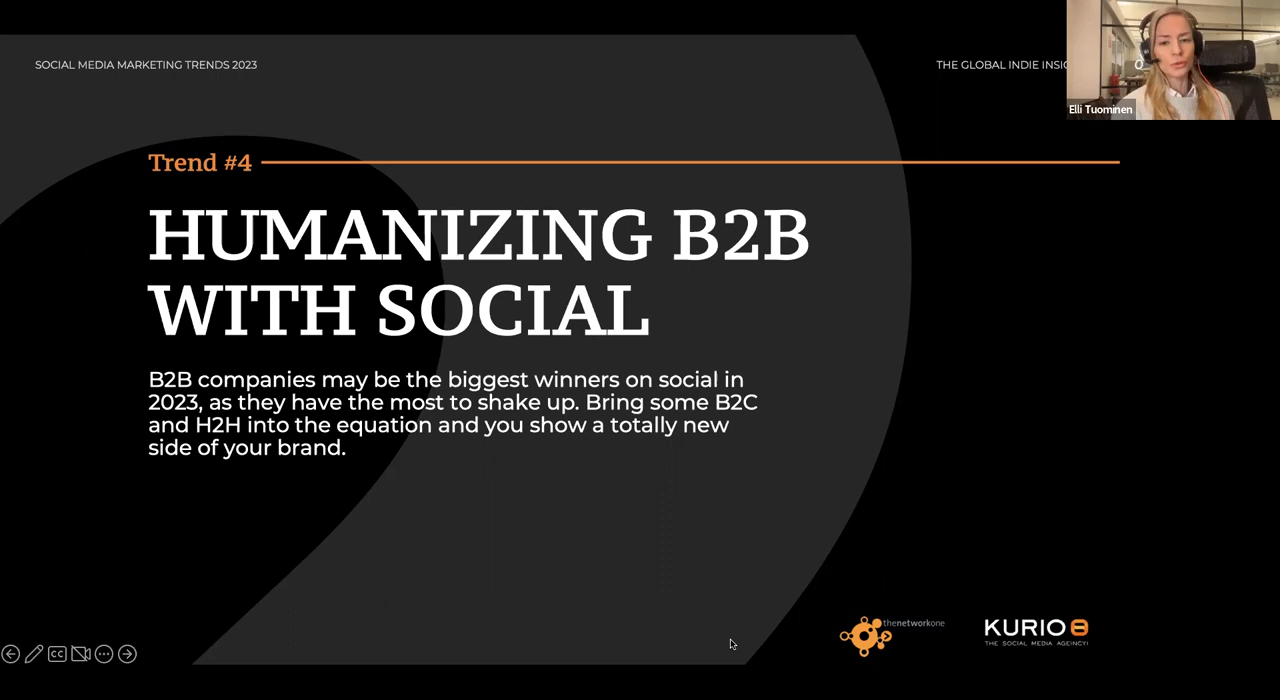 SOCIAL MEDIA MARKETING TRENDS 2023
THE GLOBAL INDIE
Elli Tuominen
Trend #4
HUMANIZING B2B
WITH SOCIAL
B2B companies may be the biggest winners on social in
2023, as they have the most to shake up. Bring some B2C
and H2H into the equation and you show a totally new
side of your brand.
thenetworkone
KURIO
THE SOCIAL MEDIA AGEINCY!
CC